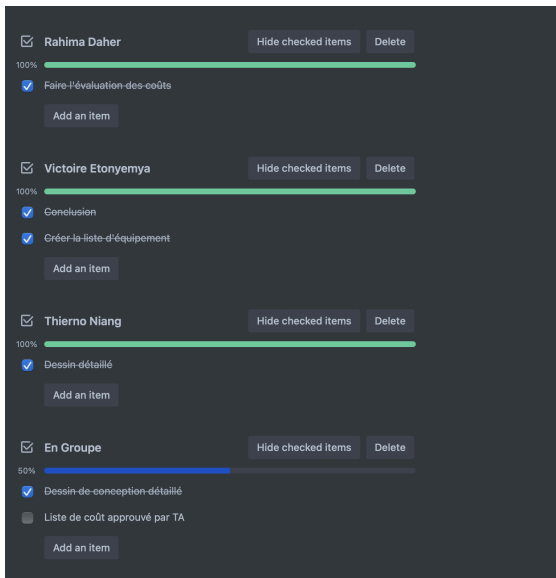 Rahima Daher Hide checked items Delete
100%
Faire l'évaluation des coûts
Add an item
Victoire Etonyemya Hide checked items Delete
100%
Conclusion
Créer la liste d'équipement
Add an item
Thierno Niang Hide checked items Delete
100%
Dessin détaillé
Add an item
En Groupe Hide checked items Delete
50%
Dessin de conception détaillé
Liste de coût approuvé par TA
Add an item